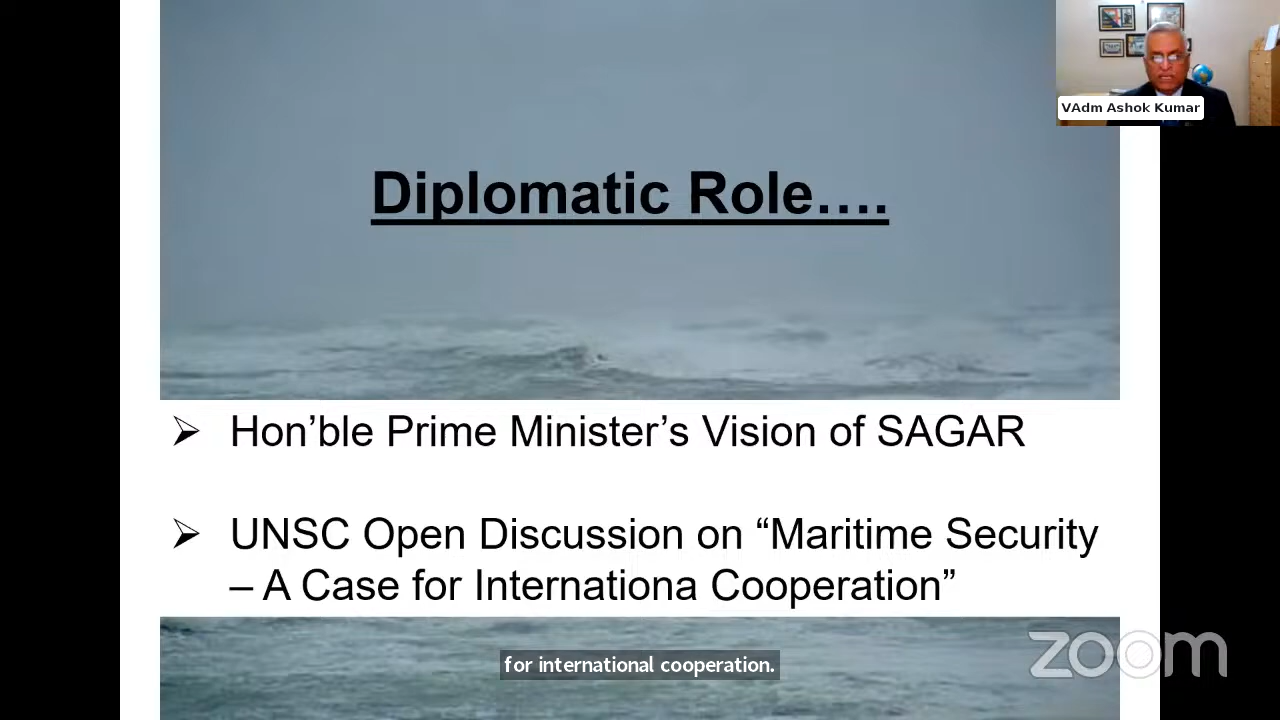 VAdm Ashok Kumar
Diplomatic Role….
➢ Hon’ble Prime Minister’s Vision of SAGAR
➢ UNSC Open Discussion on “Maritime Security
– A Case for Internationa Cooperation”
zoom
for international cooperation.